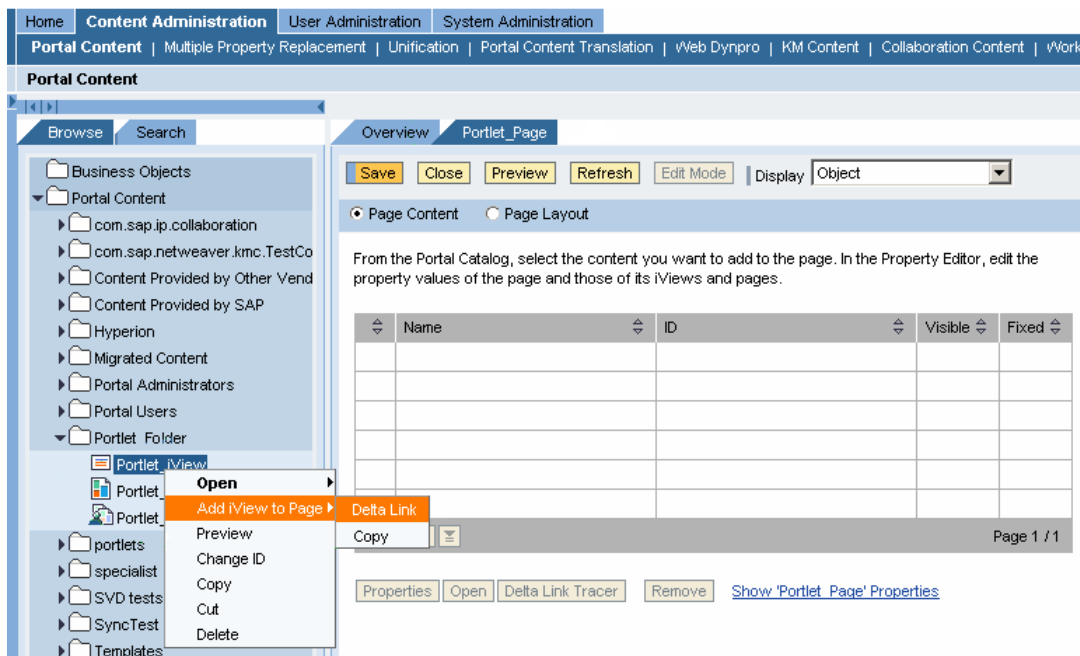 Home Content Administration User Administration System Administration
Portal Content | Multiple Property Replacement | Unification | Portal Content Translation | Web Dynpro | KM Content | Collaboration Content | Work
Portal Content
Browse Search
Overview Portlet_Page
Business Objects
Portal Content
com.sap.ip.collaboration
com.sap.netweaver.kmc.TestCo
Content Provided by Other Vend
Content Provided by SAP
Hyperion
Migrated Content
Portal Administrators
Portal Users
Portlet Folder
Portlet_iView
Portlet_
Portlet_
portlets
specialist
SVD tests
SyncTest
Templates
Open
Add iView to Page
Preview
Change ID
Copy
Cut
Delete
Delta Link
Copy
Save Close Preview Refresh Edit Mode Display Object
Page Content Page Layout
From the Portal Catalog, select the content you want to add to the page. In the Property Editor, edit the
property values of the page and those of its iViews and pages.
Name ID Visible Fixed
Page 1 / 1
Properties Open Delta Link Tracer Remove Show 'Portlet_Page' Properties